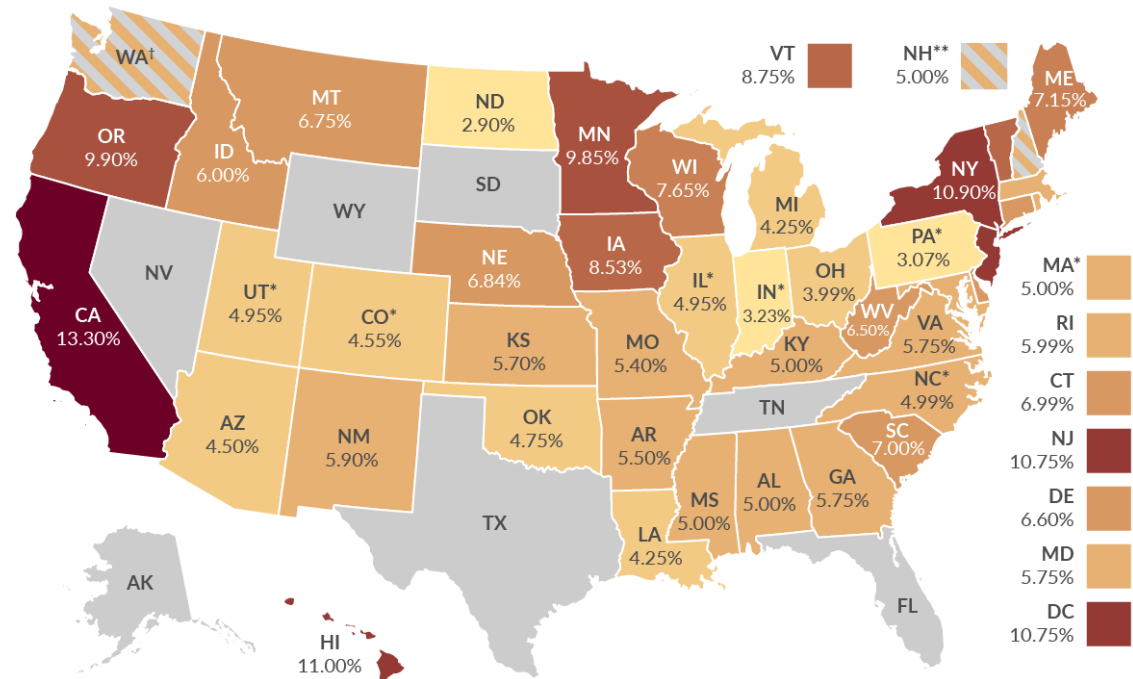 WA†
MT
6.75%
ND
2.90%
MN
9.85%
VT
8.75%
NH**
5.00%
ME
7.15%
OR
9.90%
ID
6.00%
WY
SD
WI
7.65%
MI
4.25%
NY
10.90%
NV
UT*
4.95%
CO*
4.55%
NE
6.84%
IA
8.53%
IL*
4.95%
IN*
3.23%
OH
3.99%
PA*
3.07%
CA
13.30%
KS
5.70%
MO
5.40%
KY
5.00%
WV
6.50%
VA
5.75%
AZ
4.50%
NM
5.90%
OK
4.75%
AR
5.50%
TN
NC*
4.99%
SC
7.00%
TX
LA
4.25%
MS
5.00%
AL
5.00%
GA
5.75%
FL
AK
HI
11.00%
MA*
5.00%
RI
5.99%
CT
6.99%
NJ
10.75%
DE
6.60%
MD
5.75%
DC
10.75%